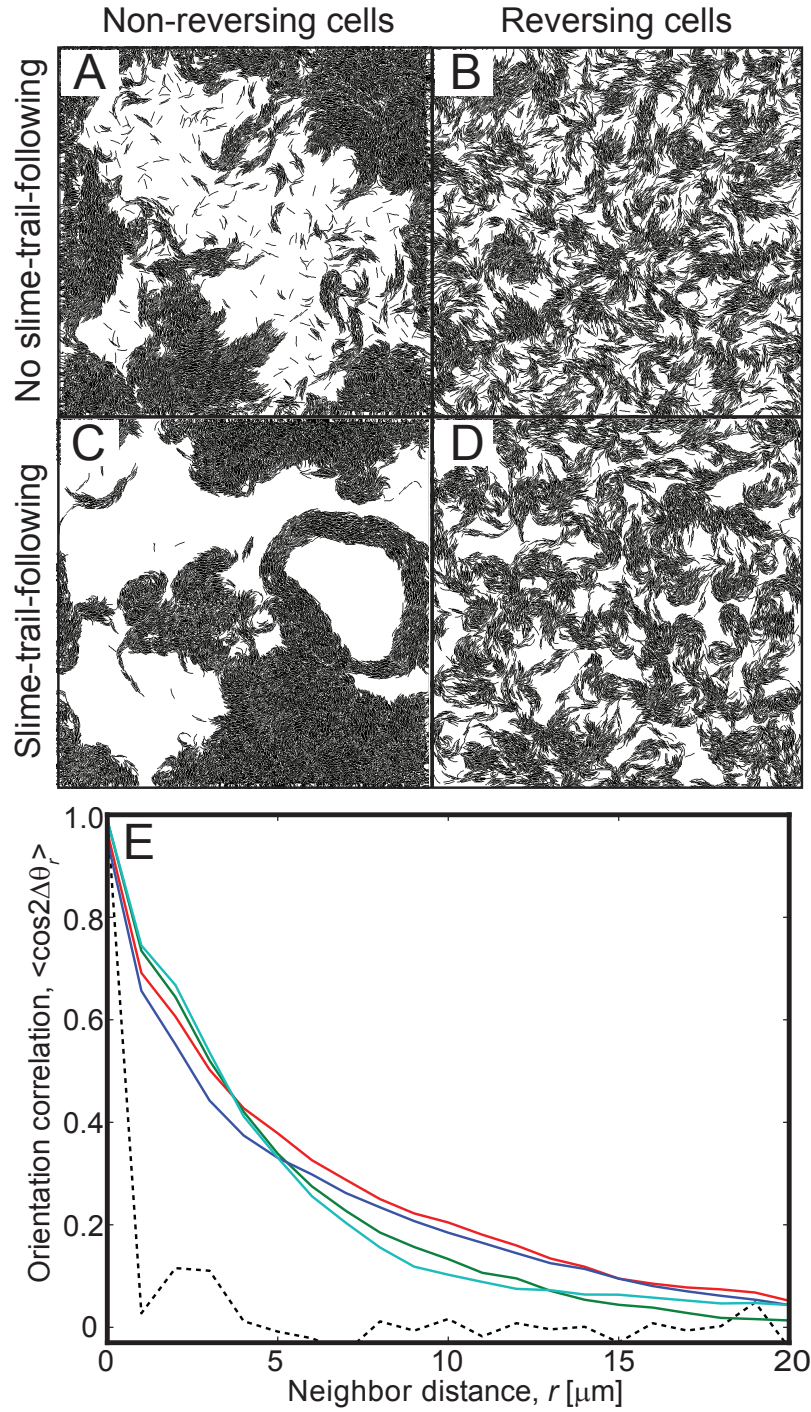 Non-reversing cells
Reversing cells
No slime-trail-following
Slime-trail-following
A
B
C
D
E
Orientation correlation, <cos2Δθr>
1.0
0.8
0.6
0.4
0.2
0
0
5
10
15
20
Neighbor distance, r [μm]